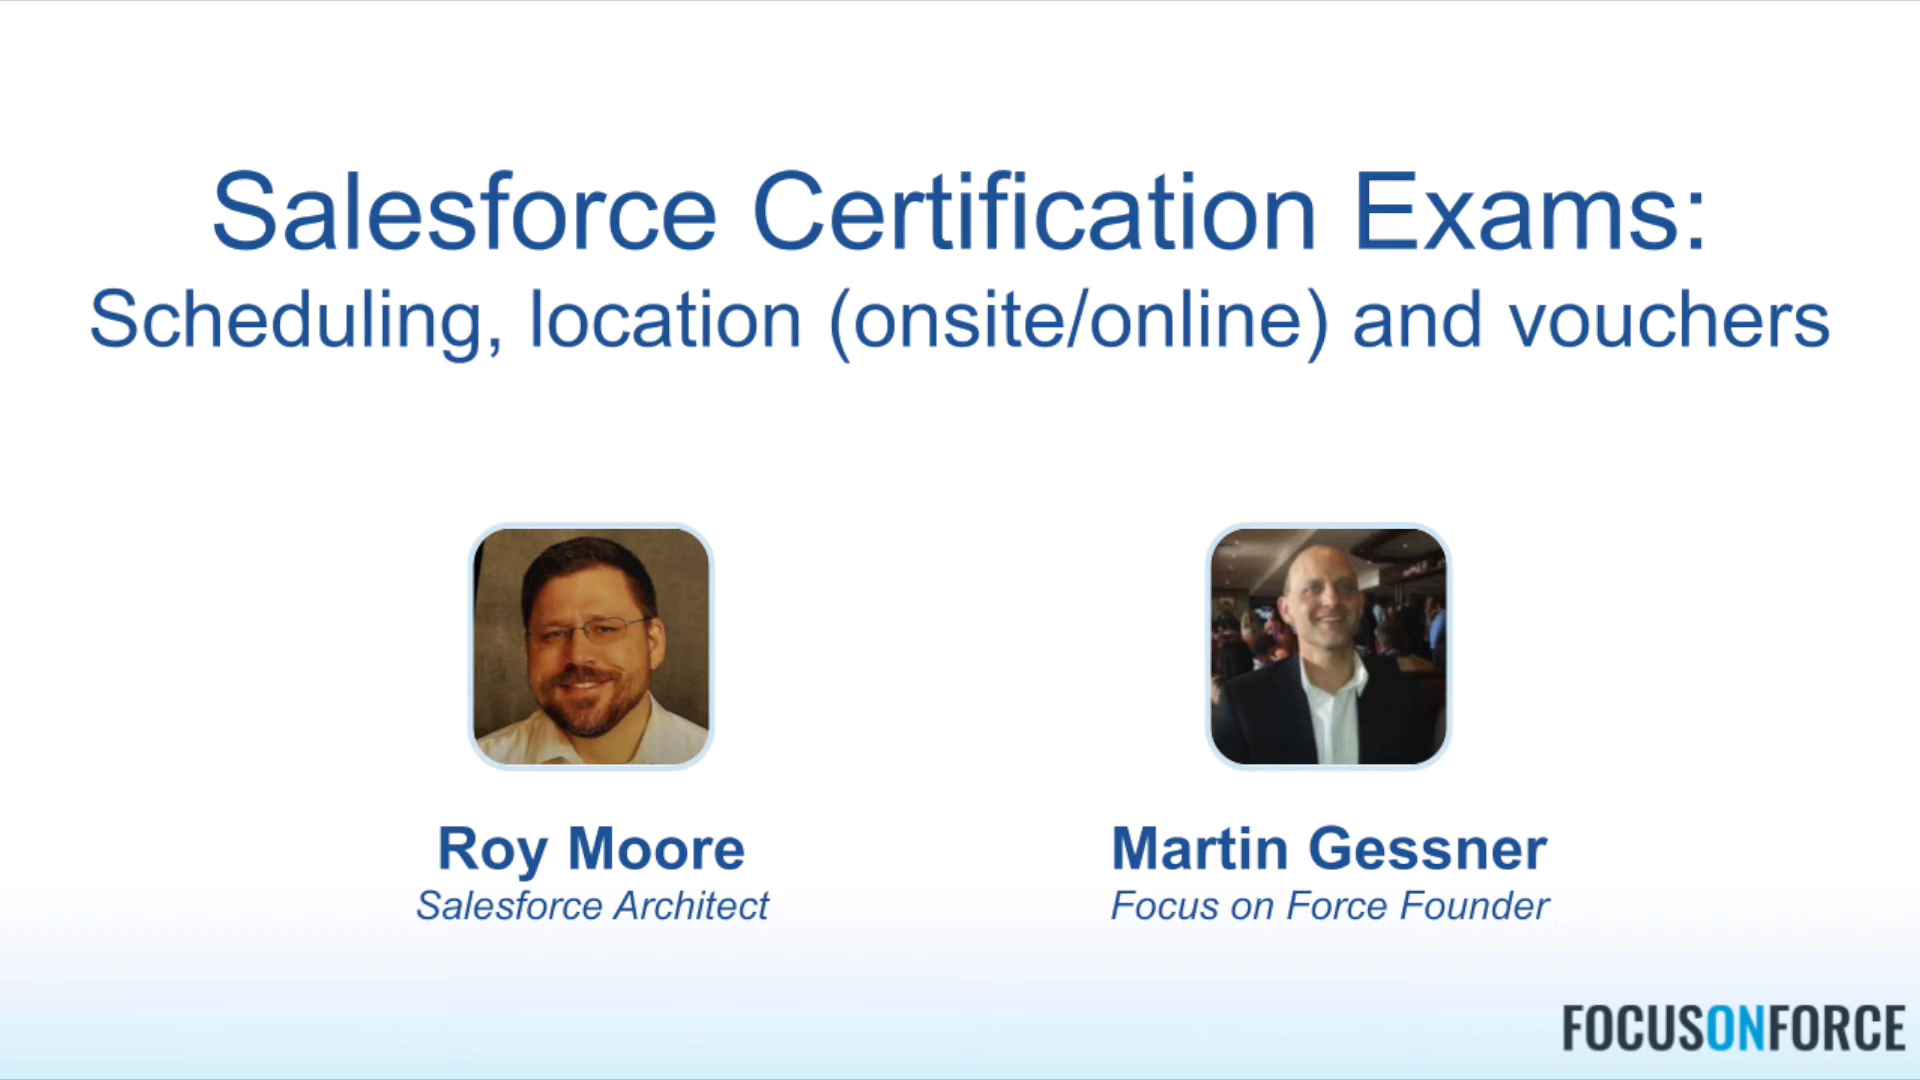 Salesforce Certification Exams:
Scheduling, location (onsite/online) and vouchers
Roy Moore
Salesforce Architect
Martin Gessner
Focus on Force Founder
FOCUSONFORCE